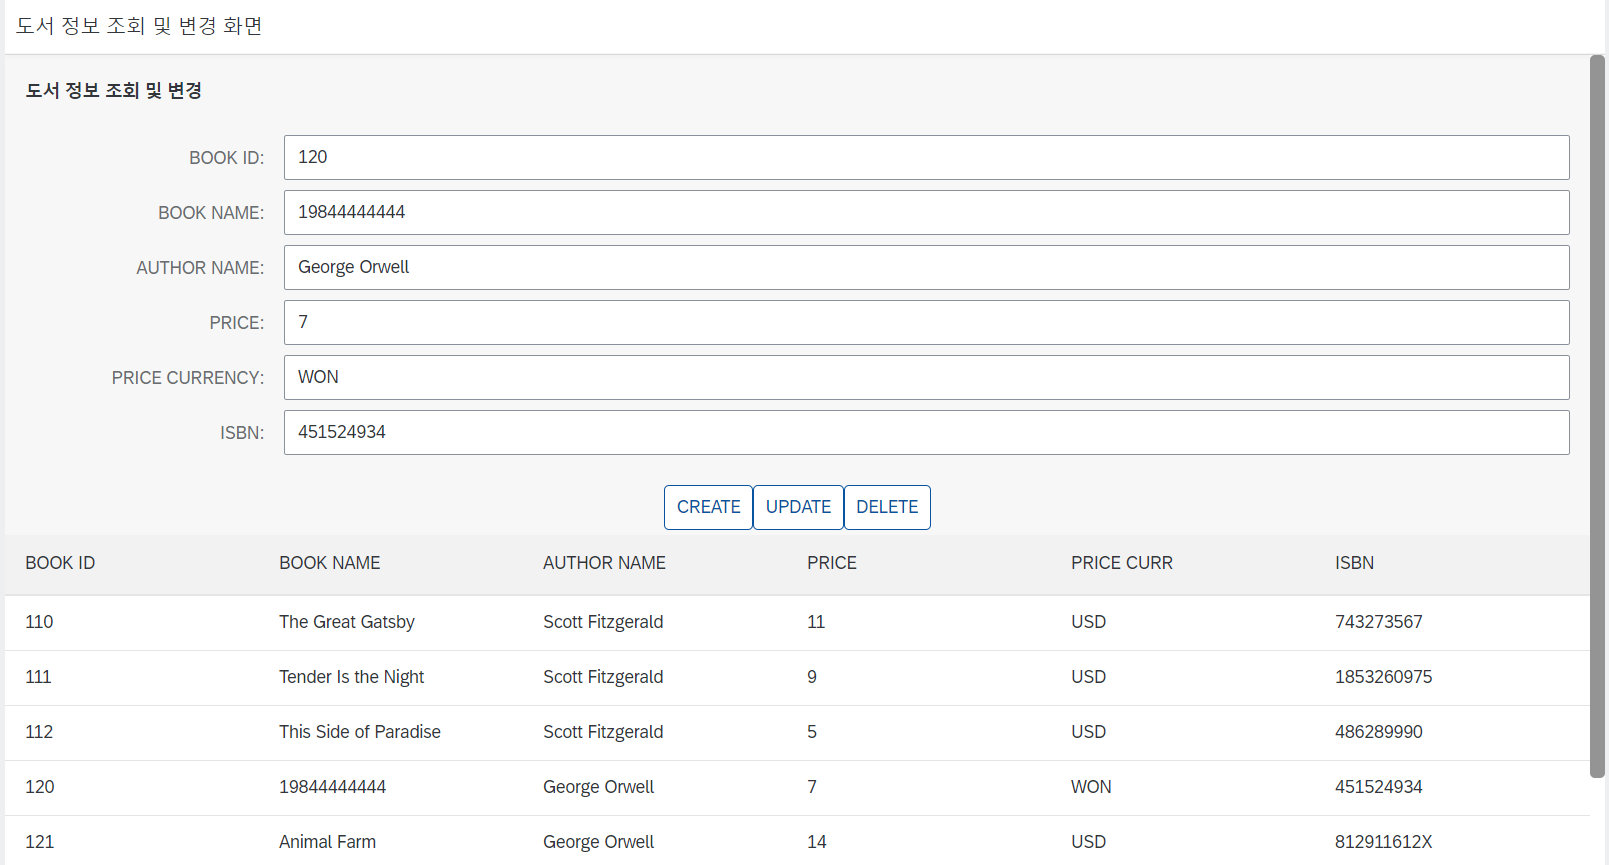 도서 정보 조회 및 변경 화면
도서 정보 조회 및 변경
BOOK ID: 120
BOOK NAME: 19844444444
AUTHOR NAME: George Orwell
PRICE: 7
PRICE CURRENCY: WON
ISBN: 451524934
CREATE UPDATE DELETE
BOOK ID BOOK NAME AUTHOR NAME PRICE PRICE CURR ISBN
110 The Great Gatsby Scott Fitzgerald 11 USD 743273567
111 Tender Is the Night Scott Fitzgerald 9 USD 1853260975
112 This Side of Paradise Scott Fitzgerald 5 USD 486289990
120 19844444444 George Orwell 7 WON 451524934
121 Animal Farm George Orwell 14 USD 812911612X